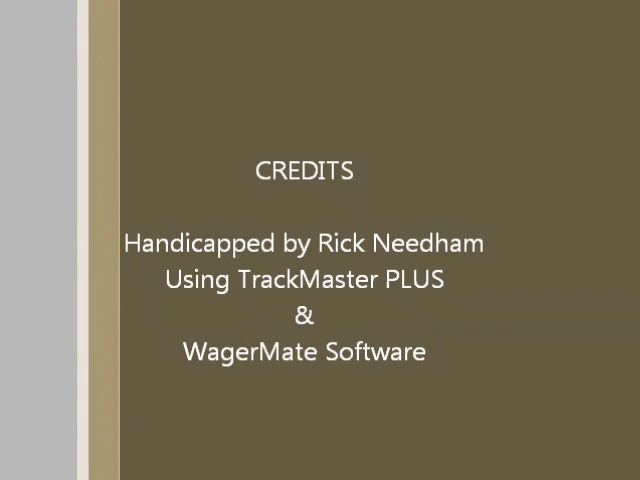 CREDITS
Handicapped by Rick Needham
Using TrackMaster PLUS
&
WagerMate Software